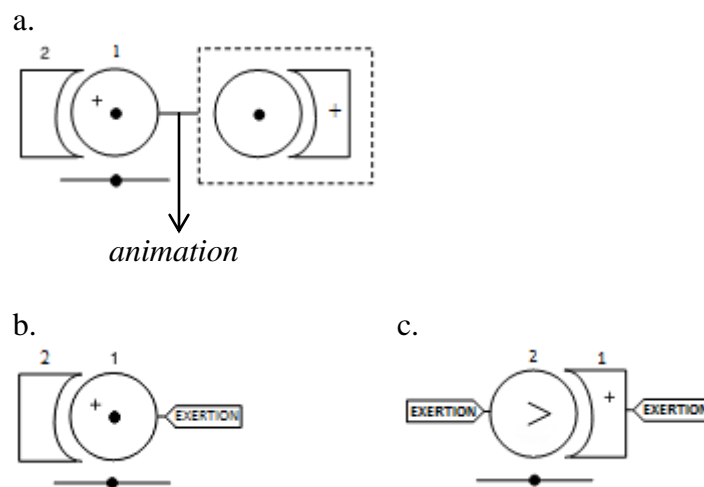 a.
2 1
+ +
animation
b. c.
2 1 2 1
+ EXERTION EXERTION > + EXERTION